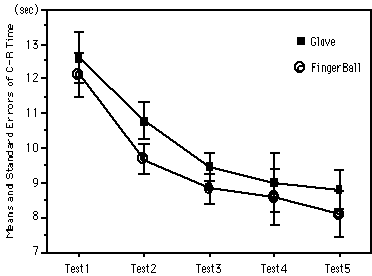 (sec)
Means and Standard Errors of C-R Time
13
12
11
10
9
8
7
Glove
FingerBall
Test1 Test2 Test3 Test4 Test5